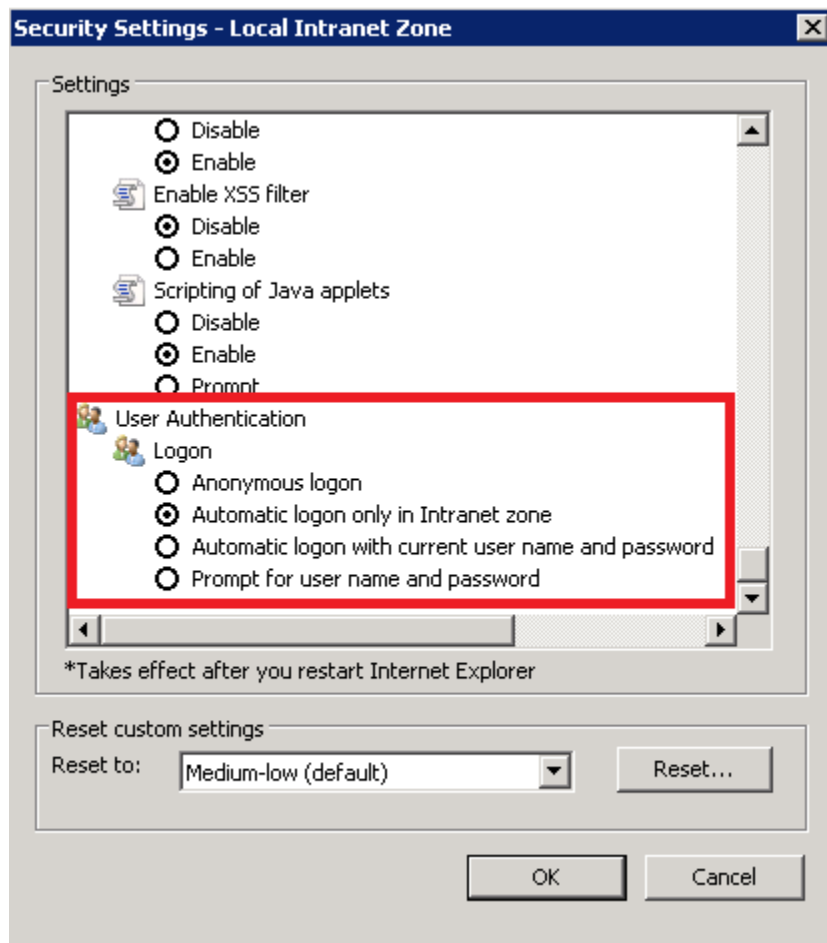 Security Settings - Local Intranet Zone
Settings
Disable
Enable
Enable XSS filter
Disable
Enable
Scripting of Java applets
Disable
Enable
Prompt
User Authentication
Logon
Anonymous logon
Automatic logon only in Intranet zone
Automatic logon with current user name and password
Prompt for user name and password
*Takes effect after you restart Internet Explorer
Reset custom settings
Reset to: Medium-low (default) Reset...
OK Cancel